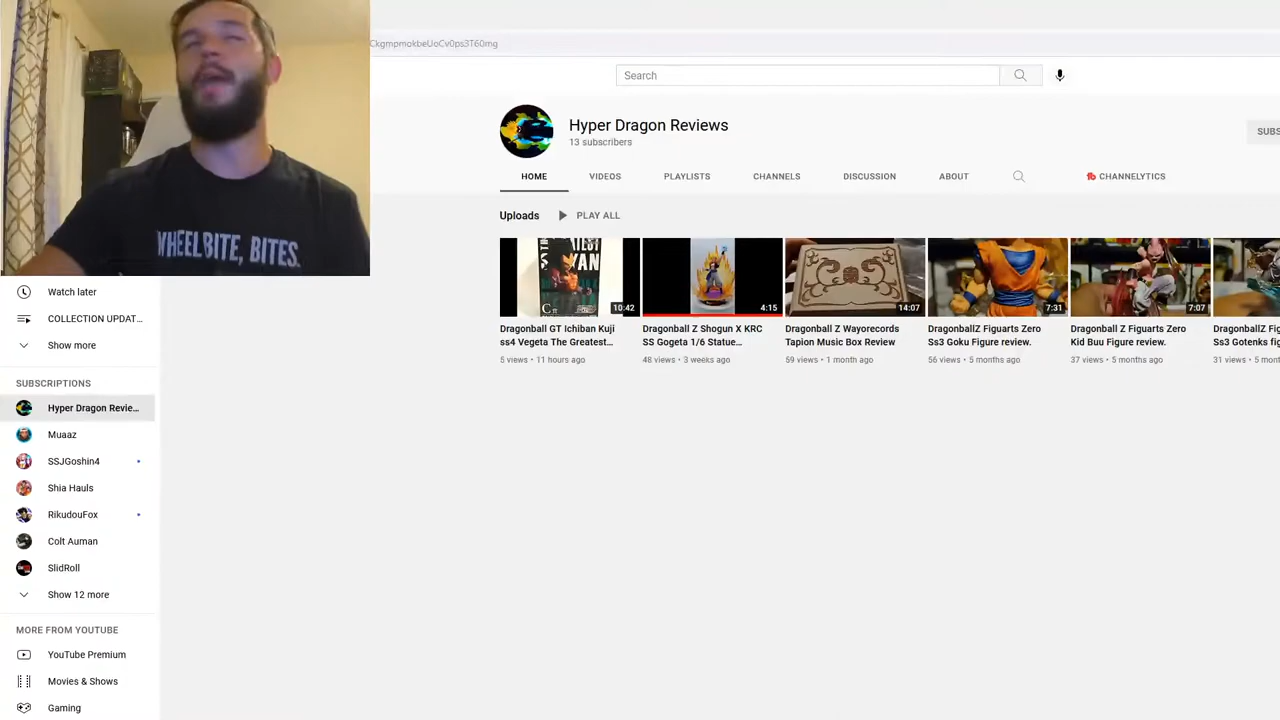 CkgmpmokbeUoCv0ps3T60mg
WHEELBITE, BITES.
Search
Hyper Dragon Reviews
13 subscribers
SUBS
HOME
VIDEOS
PLAYLISTS
CHANNELS
DISCUSSION
ABOUT
CHANNELYTICS
Uploads
PLAY ALL
10:42
4:15
14:07
7:31
7:07
Dragonball GT Ichiban Kuji
ss4 Vegeta The Greatest...
5 views • 11 hours ago
Dragonball Z Shogun X KRC
SS Gogeta 1/6 Statue...
48 views • 3 weeks ago
Dragonball Z Wayorecords
Tapion Music Box Review
59 views • 1 month ago
DragonballZ Figuarts Zero
Ss3 Goku Figure review.
56 views • 5 months ago
Dragonball Z Figuarts Zero
Kid Buu Figure review.
37 views • 5 months ago
DragonballZ Fig
Ss3 Gotenks fig
31 views • 5 mont
Watch later
COLLECTION UPDAT...
Show more
SUBSCRIPTIONS
Hyper Dragon Revie...
Muaaz
SSJGoshin4
Shia Hauls
RikudouFox
Colt Auman
SlidRoll
Show 12 more
MORE FROM YOUTUBE
YouTube Premium
Movies & Shows
Gaming